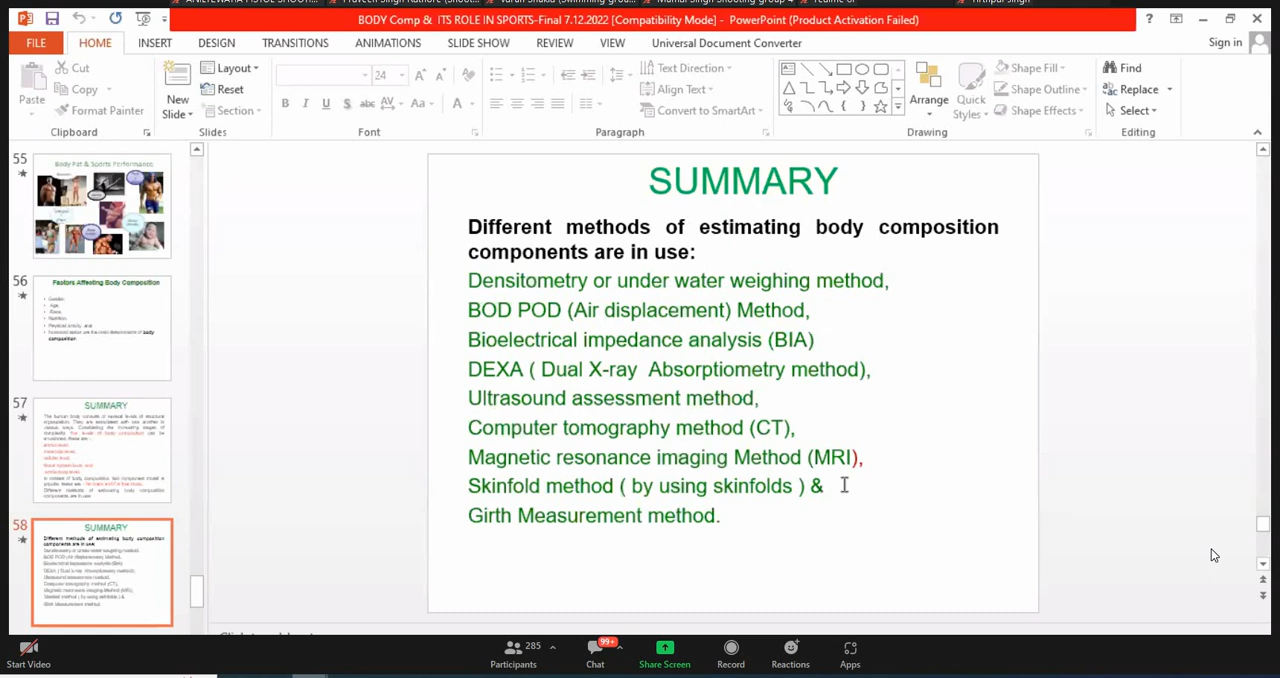 BODY Comp & ITS ROLE IN SPORTS-Final 7.12.2022 [Compatibility Mode] - PowerPoint (Product Activation Failed)
FILE HOME INSERT DESIGN TRANSITIONS ANIMATIONS SLIDE SHOW REVIEW VIEW Universal Document Converter Sign in
Paste Cut Copy Format Painter
Clipboard
New Slide Layout Reset Section
Slides
24
Font
Text Direction Align Text Convert to SmartArt
Paragraph
Arrange Quick Styles Shape Fill Shape Outline Shape Effects
Drawing
Find Replace Select
Editing
55
Body Fat & Sports Performance
56
Factors Affecting Body Composition
57
SUMMARY
58
SUMMARY
SUMMARY
Different methods of estimating body composition
components are in use:
Densitometry or under water weighing method,
BOD POD (Air displacement) Method,
Bioelectrical impedance analysis (BIA)
DEXA ( Dual X-ray Absorptiometry method),
Ultrasound assessment method,
Computer tomography method (CT),
Magnetic resonance imaging Method (MRI),
Skinfold method ( by using skinfolds ) &
Girth Measurement method.
Start Video
285
Participants
99+
Chat
Share Screen
Record
Reactions
Apps